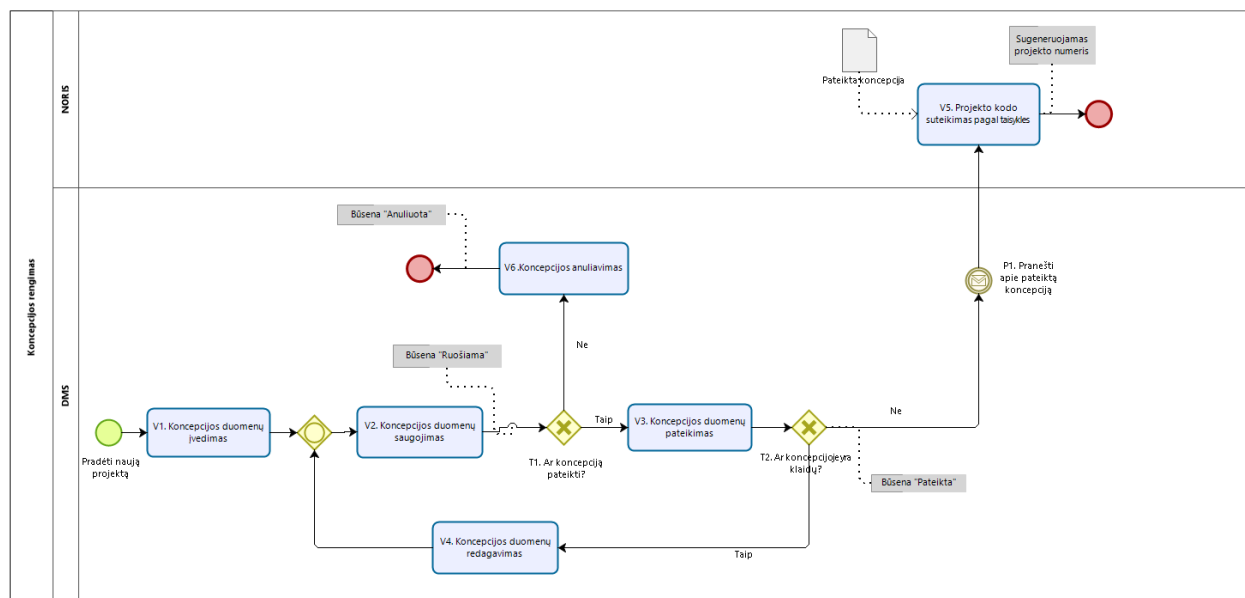 Koncepcijos rengimas
NORIS
Pateikta koncepcija
Sugeneruojamas
projekto numeris
V5. Projekto kodo
suteikimas pagal taisykles
DMS
Būsena "Anuliuota"
V6.Koncepcijos anuliavimas
P1. Pranešti
apie pateiktą
koncepciją
Ne
Būsena "Ruošiama"
Pradėti naują
projektą
V1. Koncepcijos duomenų
įvedimas
V2. Koncepcijos duomenų
saugojimas
T1. Ar koncepciją
pateikti?
Taip
V3. Koncepcijos duomenų
pateikimas
T2. Ar koncepcijojeyra
klaidų?
Ne
Būsena "Pateikta"
V4. Koncepcijos duomenų
redagavimas
Taip